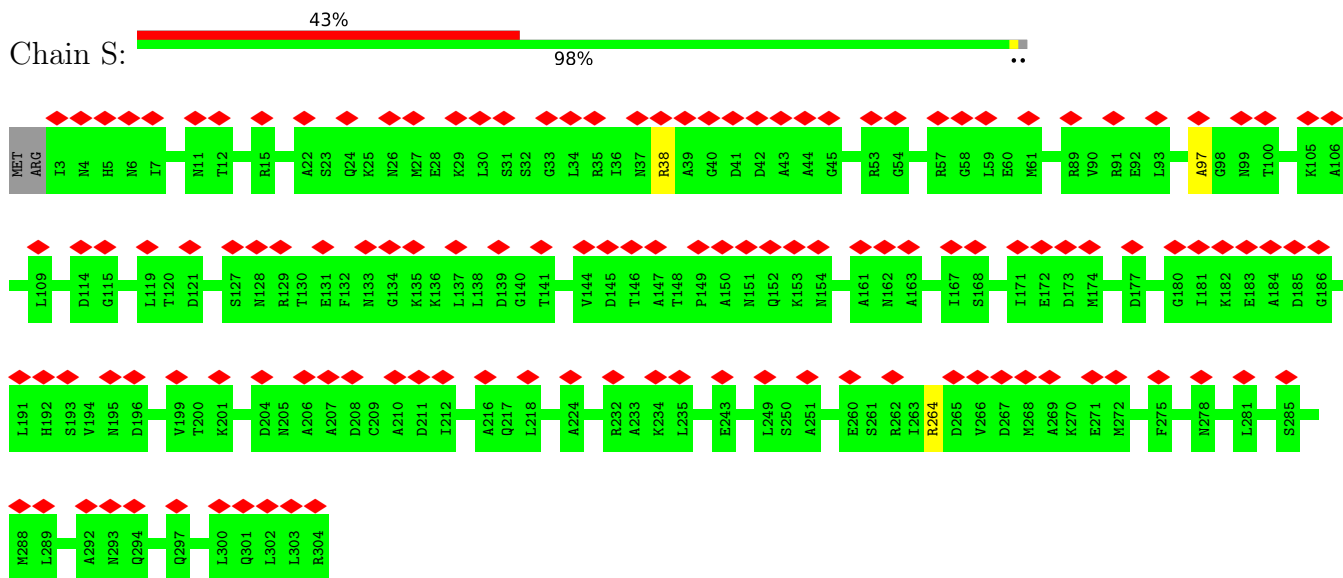 43%
Chain S:
98%
••
MET ARG I3 N4 H5 N6 I7 N11 T12 R15 A22 S23 Q24 K25 N26 M27 E28 K29 L30 S31 S32 G33 L34 R35 I36 N37 R38 A39 G40 D41 D42 A43 A44 G45 R53 G54 R57 G58 L59 E60 M61 R89 V90 R91 E92 L93 A97 G98 N99 T100 K105 A106
L109 D114 G115 L119 T120 D121 S127 N128 R129 T130 E131 F132 N133 G134 K135 K136 L137 L138 D139 G140 T141 V144 D145 T146 A147 T148 P149 A150 N151 Q152 K153 N154 A161 N162 A163 I167 S168 I171 E172 D173 M174 D177 G180 I181 K182 E183 A184 D185 G186
L191 H192 S193 V194 N195 D196 V199 T200 K201 D204 N205 A206 A207 D208 C209 A210 D211 I212 A216 Q217 L218 A224 R232 A233 K234 L235 E243 L249 S250 A251 E260 S261 R262 I263 R264 D265 V266 D267 M268 A269 K270 E271 M272 F275 N278 L281 S285
M288 L289 A292 N293 Q294 Q297 L300 Q301 L302 L303 R304